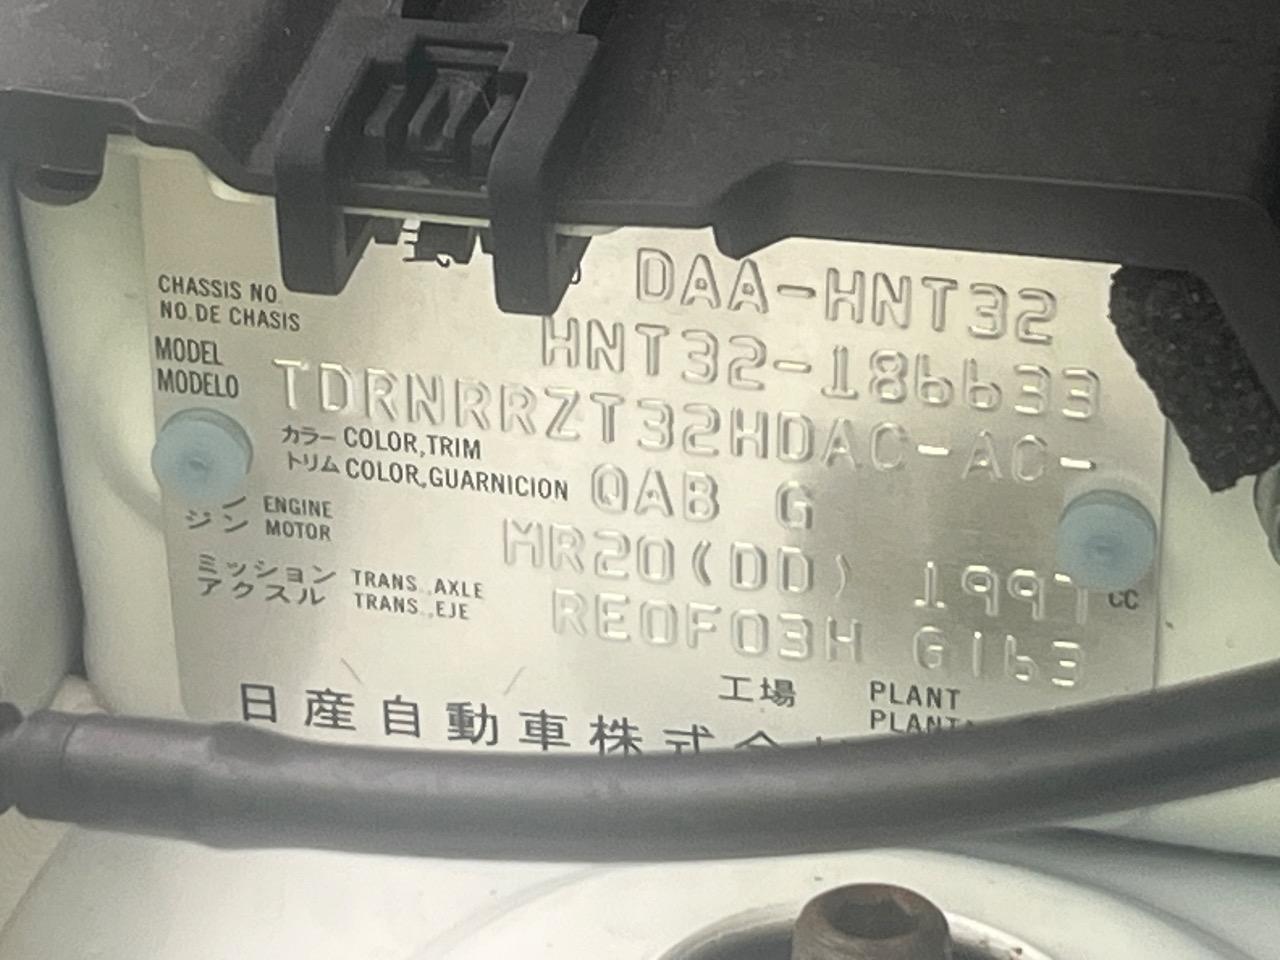 DAA-HNT32
CHASSIS NO.
NO. DE CHASIS
HNT32-186633
MODEL
MODELO
TDRNRRZT32HDAC-AC-
カラー COLOR,TRIM
トリム COLOR,GUARNICION
QAB G
ン ENGINE
ジン MOTOR
MR20(DD) 1997 CC
ミッション TRANS.,AXLE
アクスル TRANS.,EJE
RE0F03H G163
工場 PLANT
PLANTA
日産自動車株式会